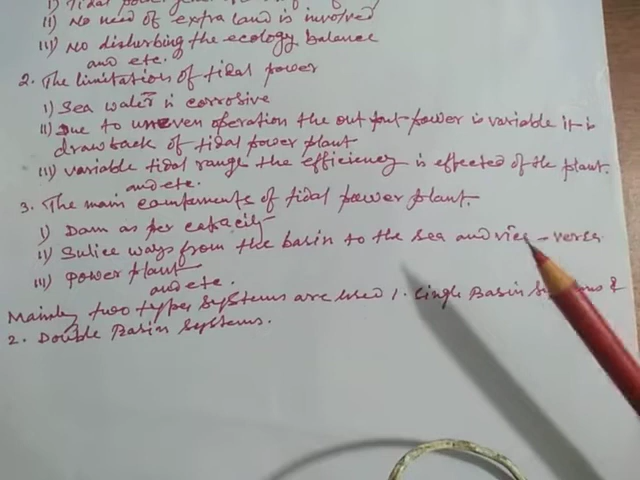 i) Tidal power
ii) No need of extra land is involved
iii) No disturbing the ecology balance
and etc.
2. The limitation of tidal power
i) Sea water is corrosive
ii) Due to uneven operation the out put power is variable it is
drawback of tidal power plant
iii) variable tidal range the efficiency is effected of the plant.
and etc.
3. The main components of tidal power plant.
i) Dam as per capacity
ii) Sulice ways from the basin to the sea and vice-versa
iii) Power plant
and etc.
Mainly two types systems are used 1. Single Basin Systems &
2. Double Basin Systems.